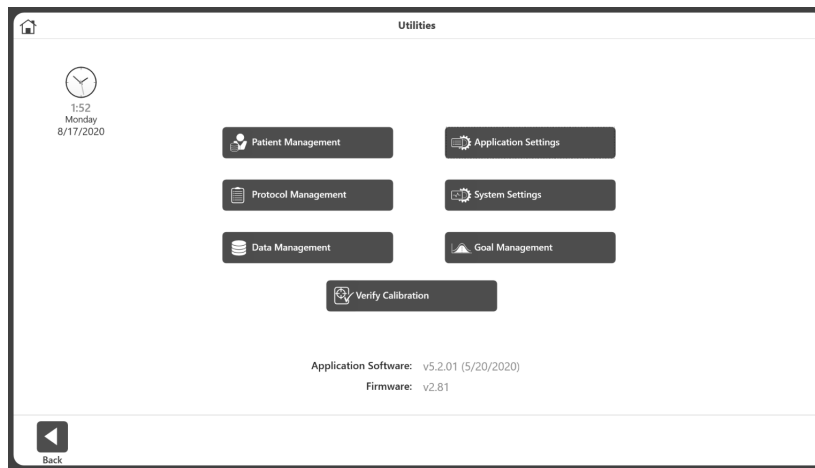 Utilities
1:52
Monday
8/17/2020
Patient Management
Application Settings
Protocol Management
System Settings
Data Management
Goal Management
Verify Calibration
Application Software: v5.2.01 (5/20/2020)
Firmware: v2.81
Back